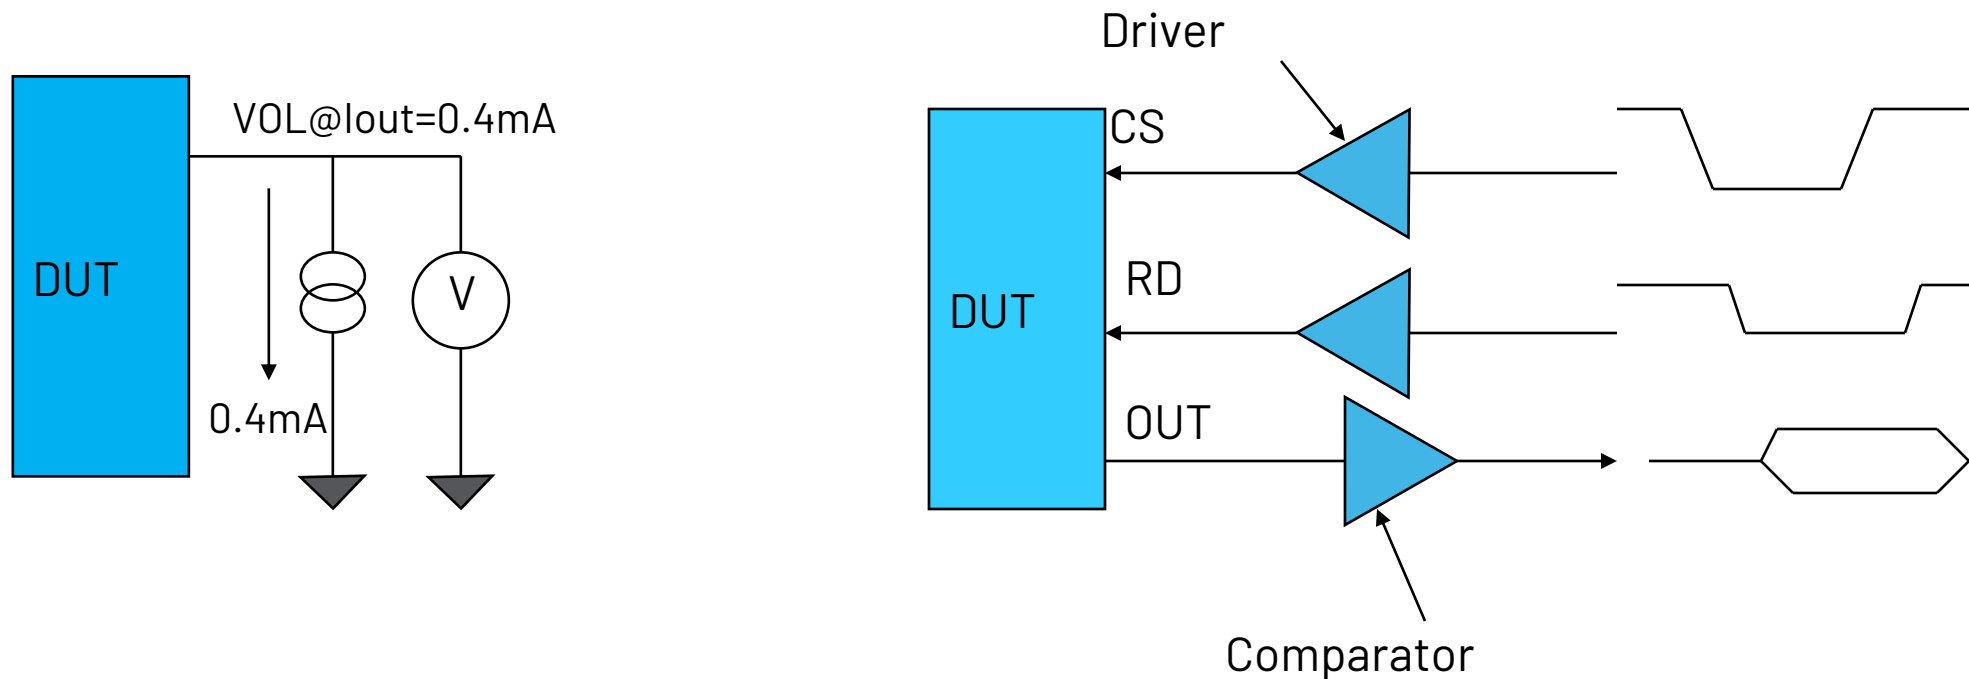 VOL@Iout=0.4mA
DUT
V
0.4mA
Driver
CS
RD
DUT
OUT
Comparator